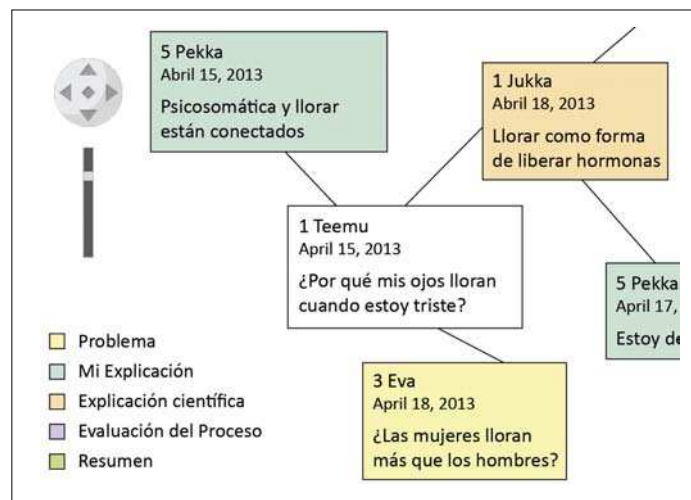 5 Pekka
Abril 15, 2013
Psicosomática y llorar
están conectados
1 Jukka
Abril 18, 2013
Llorar como forma
de liberar hormonas
1 Teemu
April 15, 2013
¿Por qué mis ojos lloran
cuando estoy triste?
5 Pekka
April 17,
Estoy de
3 Eva
April 18, 2013
¿Las mujeres lloran
más que los hombres?
Problema
Mi Explicación
Explicación científica
Evaluación del Proceso
Resumen